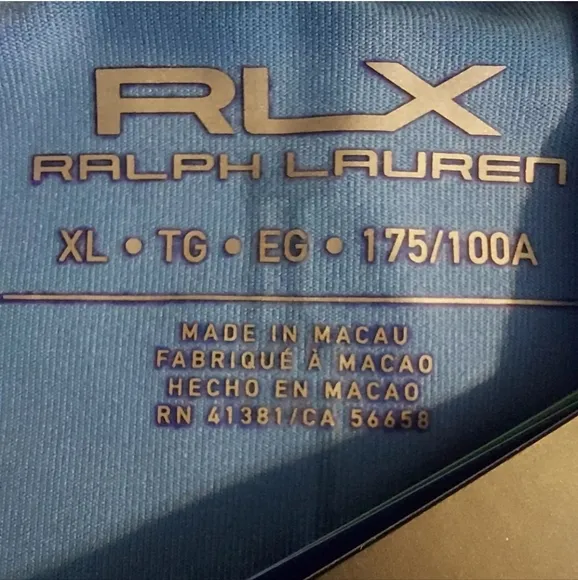 RLX
RALPH LAUREN
XL • TG • EG • 175/100A
MADE IN MACAU
FABRIQUÉ À MACAO
HECHO EN MACAO
RN 41381/CA 56658